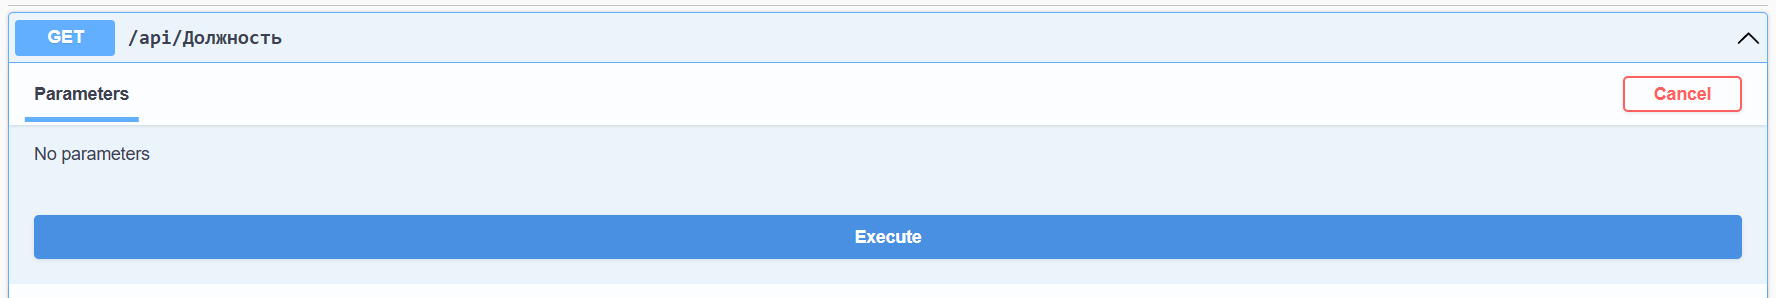 GET /api/Должность
Parameters Cancel
No parameters
Execute